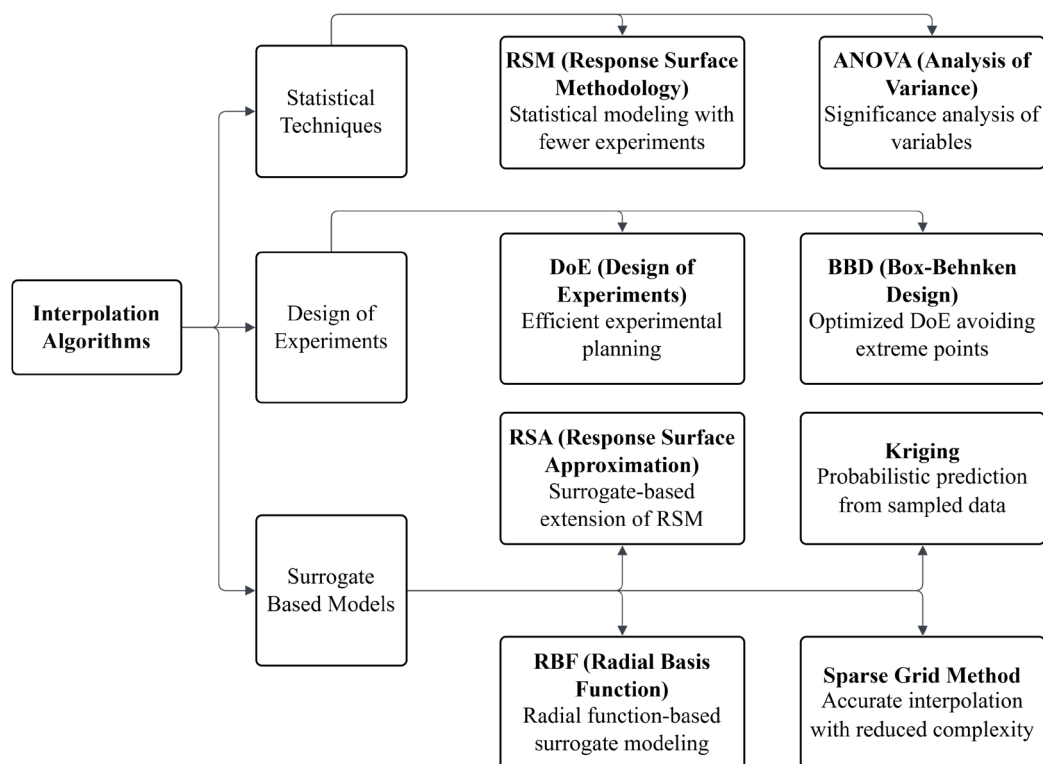 Statistical
Techniques
RSM (Response Surface
Methodology)
Statistical modeling with
fewer experiments
ANOVA (Analysis of
Variance)
Significance analysis of
variables
Interpolation
Algorithms
Design of
Experiments
DoE (Design of
Experiments)
Efficient experimental
planning
BBD (Box-Behnken
Design)
Optimized DoE avoiding
extreme points
Surrogate
Based Models
RSA (Response Surface
Approximation)
Surrogate-based
extension of RSM
Kriging
Probabilistic prediction
from sampled data
RBF (Radial Basis
Function)
Radial function-based
surrogate modeling
Sparse Grid Method
Accurate interpolation
with reduced complexity